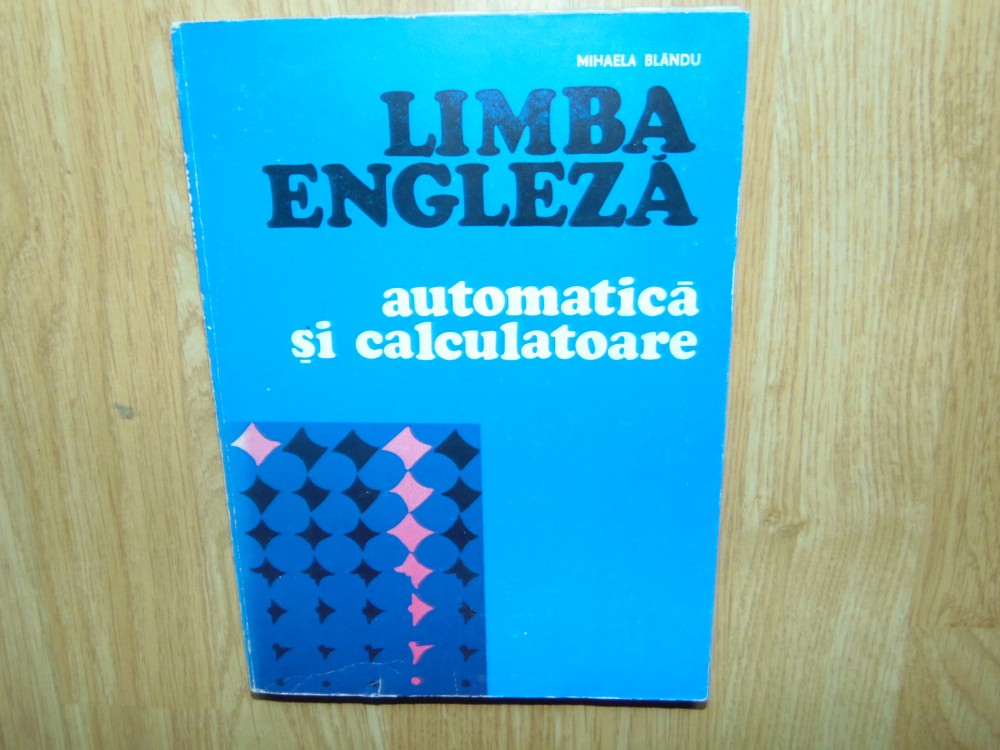 MIHAELA BLÂNDU
LIMBA
ENGLEZĂ
automatică
și calculatoare